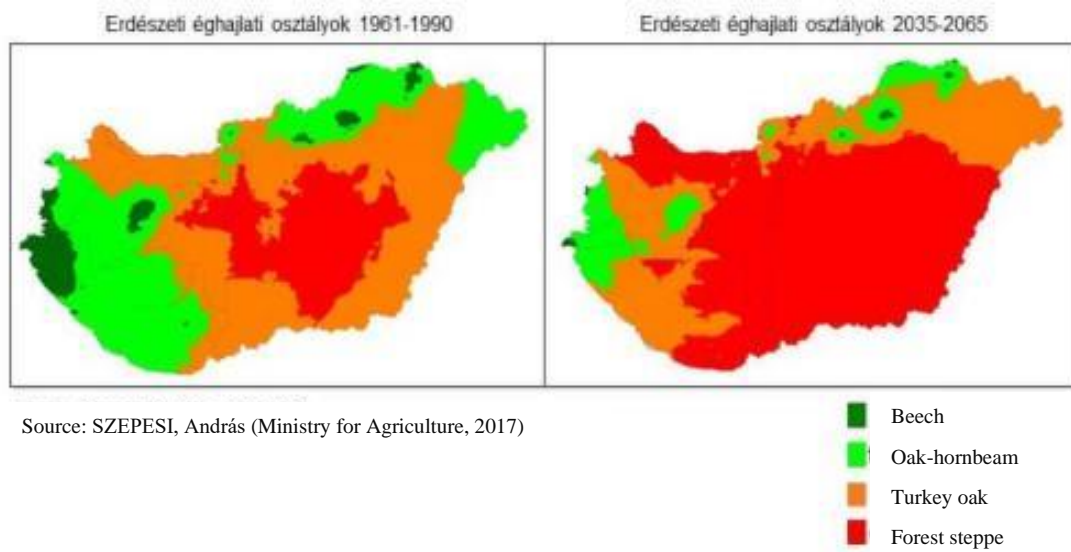 Erdészeti éghajlati osztályok 1961-1990
Erdészeti éghajlati osztályok 2035-2065
Source: SZEPESI, András (Ministry for Agriculture, 2017)
Beech
Oak-hornbeam
Turkey oak
Forest steppe